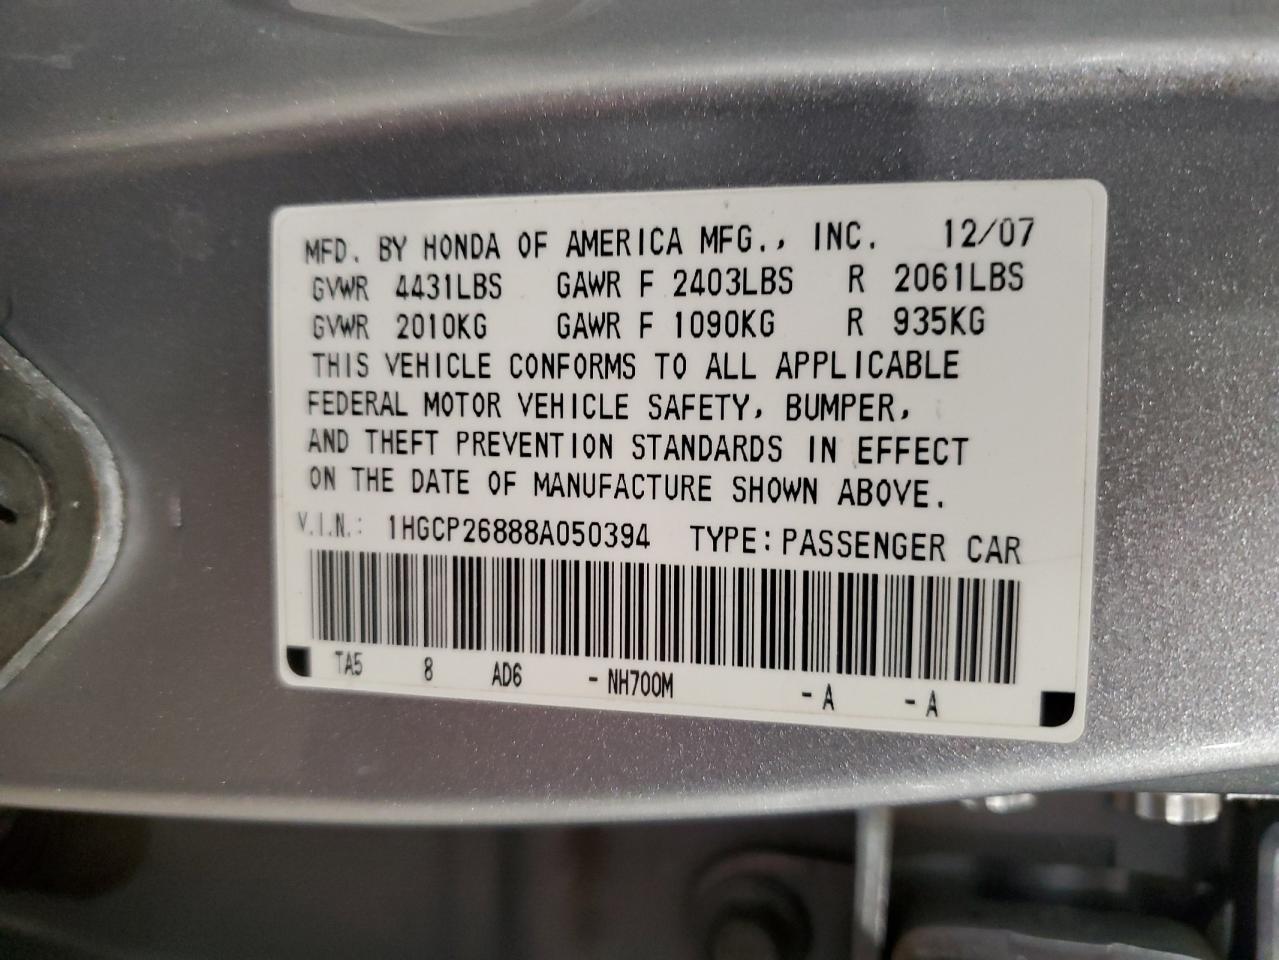 MFD. BY HONDA OF AMERICA MFG., INC. 12/07
GVWR 4431LBS GAWR F 2403LBS R 2061LBS
GVWR 2010KG GAWR F 1090KG R 935KG
THIS VEHICLE CONFORMS TO ALL APPLICABLE
FEDERAL MOTOR VEHICLE SAFETY, BUMPER,
AND THEFT PREVENTION STANDARDS IN EFFECT
ON THE DATE OF MANUFACTURE SHOWN ABOVE.
V.I.N.: 1HGCP26888A050394 TYPE: PASSENGER CAR
TA5 8 AD6 - NH700M - A - A